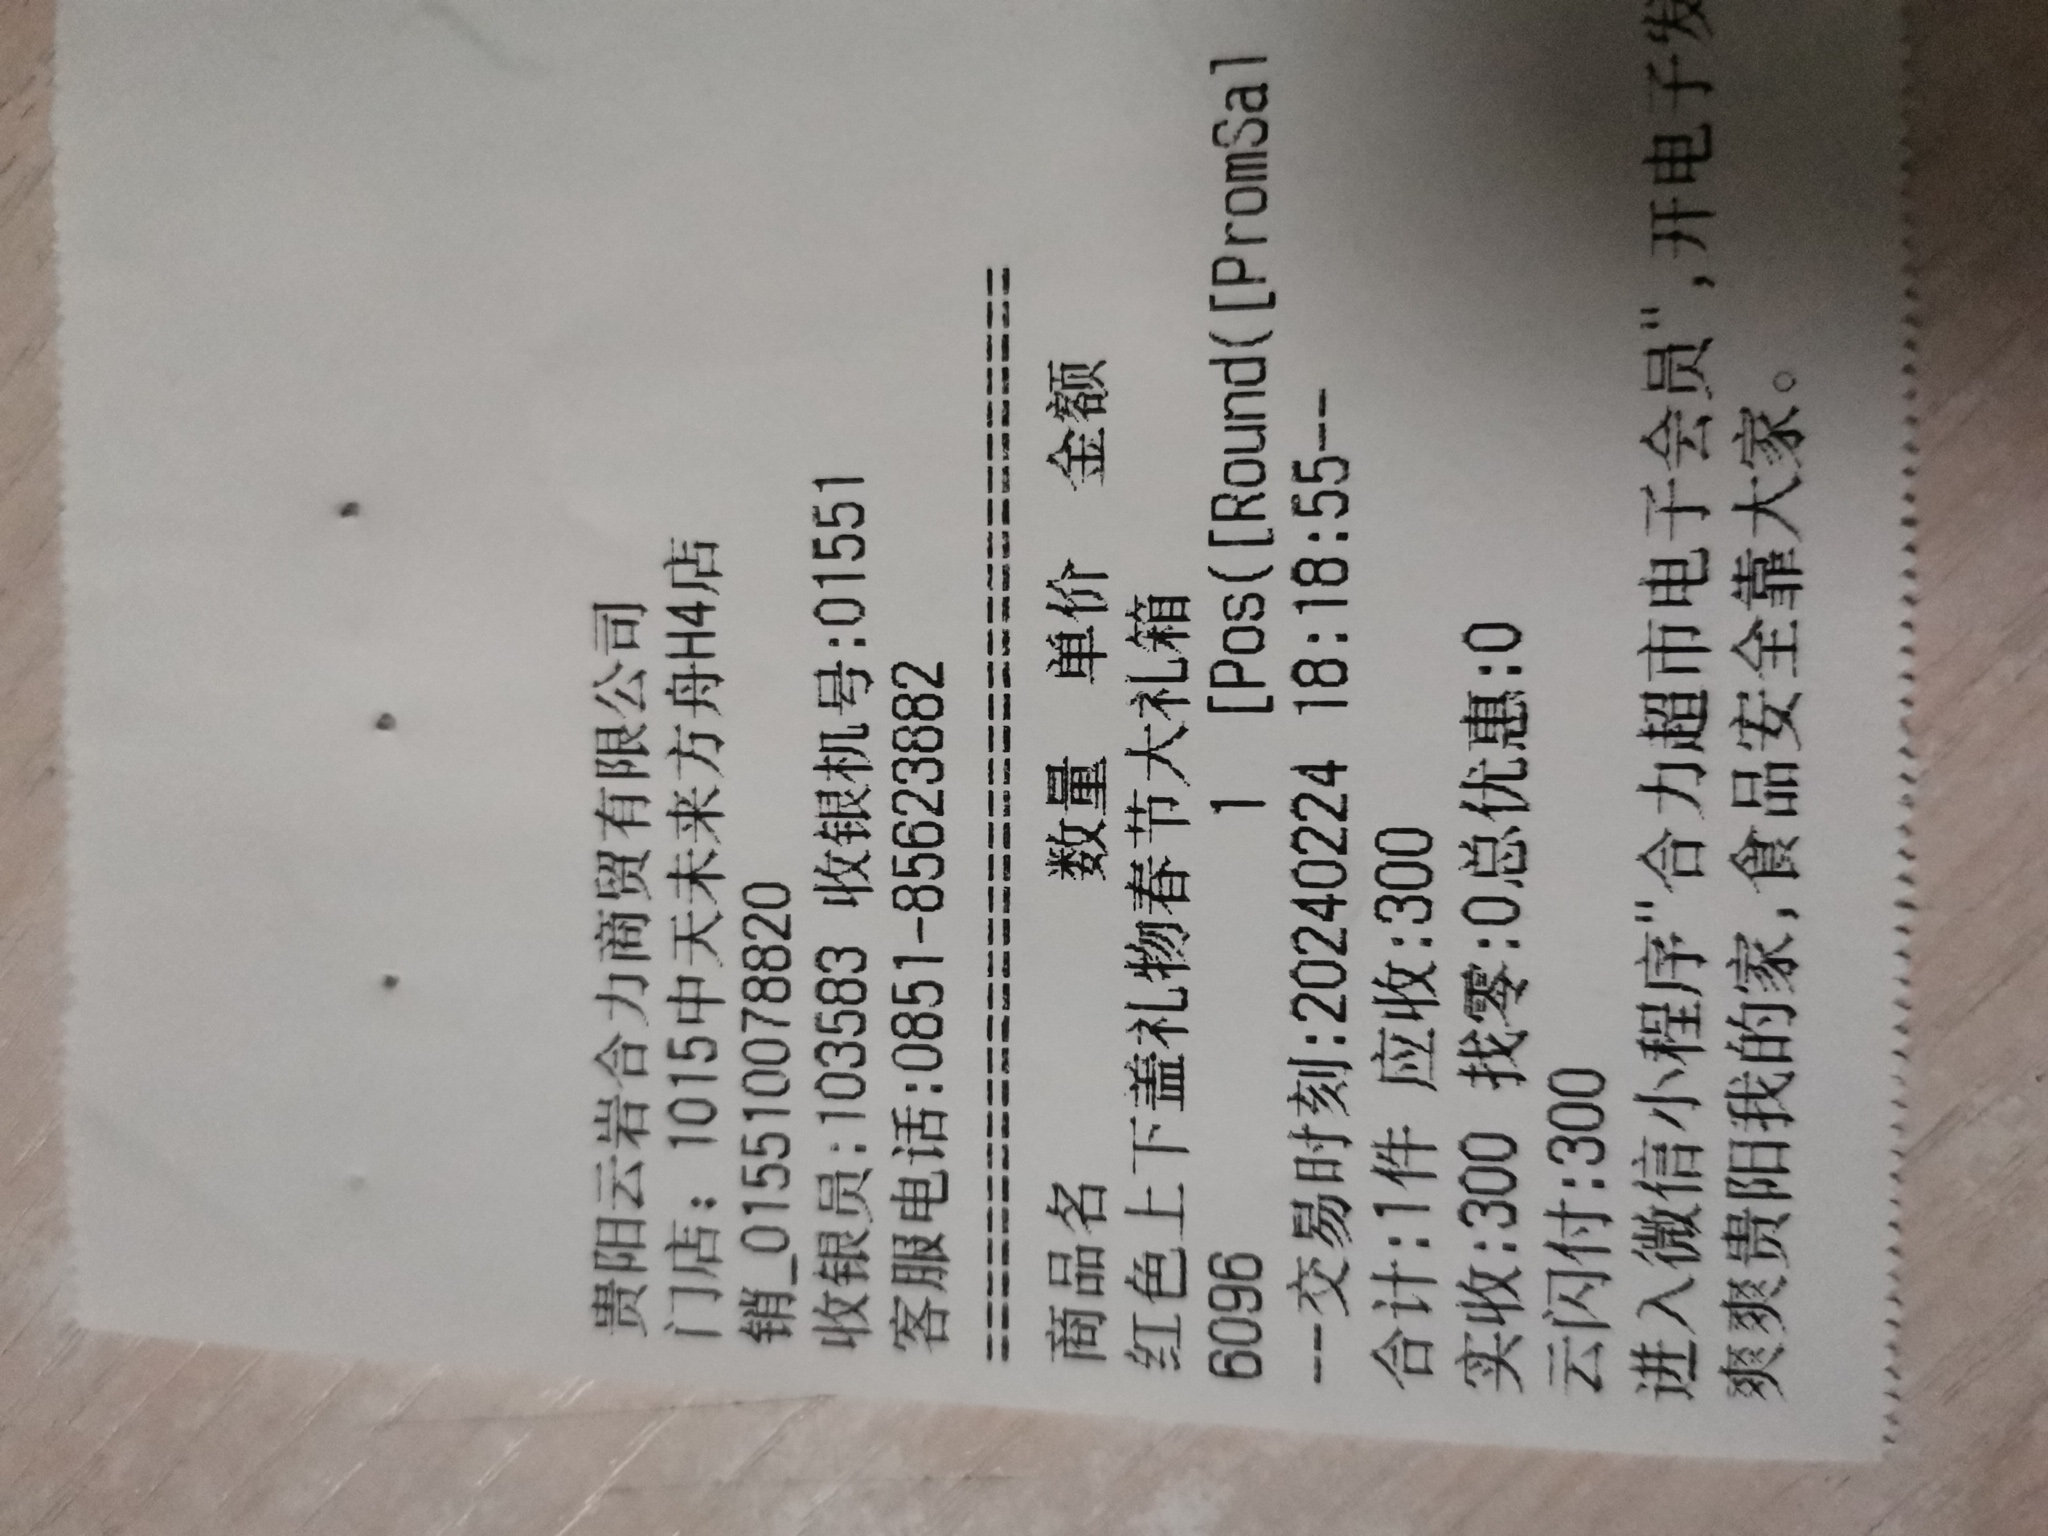 贵阳云岩合力商贸有限公司
门店: 1015中天未来方舟H4店
销_015510078820
收银员:103583 收银机号:01551
客服电话:0851-85623882
================================
商品名 数量 单价 金额
红色上下盖礼物春节大礼箱
6096 1 [Pos([Round([PromSal
---交易时刻:20240224 18:18:55--
合计:1件 应收:300
实收:300 找零:0总优惠:0
云闪付:300
进入微信小程序"合力超市电子会员",开电子发
爽爽贵阳我的家,食品安全靠大家。